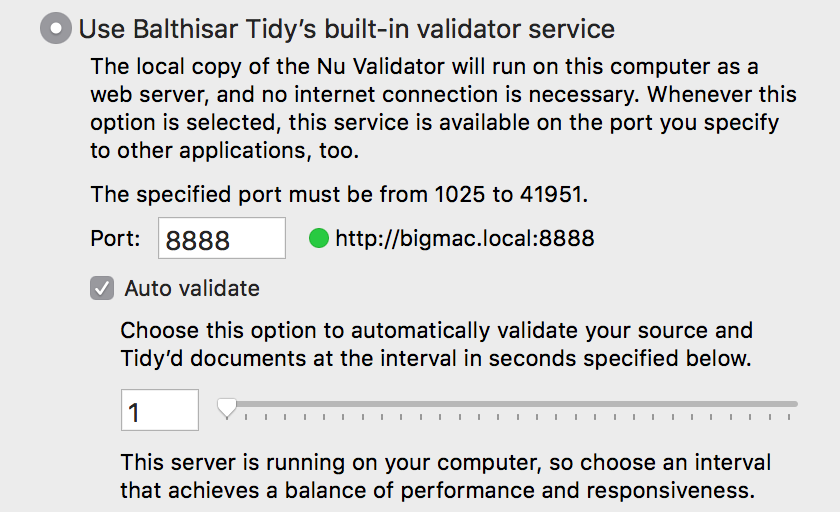 Use Balthisar Tidy’s built-in validator service
The local copy of the Nu Validator will run on this computer as a
web server, and no internet connection is necessary. Whenever this
option is selected, this service is available on the port you specify
to other applications, too.
The specified port must be from 1025 to 41951.
Port: 8888 http://bigmac.local:8888
Auto validate
Choose this option to automatically validate your source and
Tidy’d documents at the interval in seconds specified below.
1
This server is running on your computer, so choose an interval
that achieves a balance of performance and responsiveness.